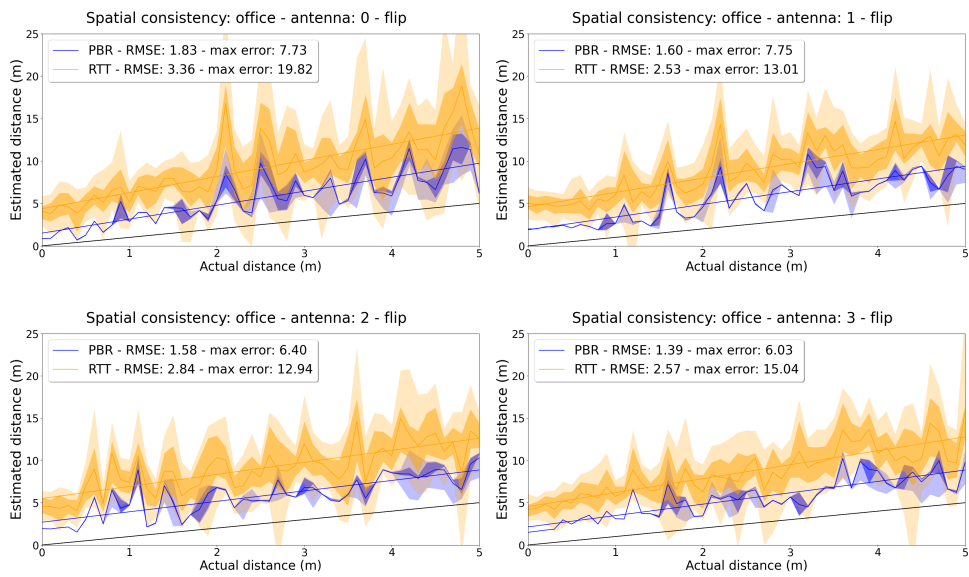 Spatial consistency: office - antenna: 0 - flip
PBR - RMSE: 1.83 - max error: 7.73
RTT - RMSE: 3.36 - max error: 19.82
Estimated distance (m)
25
20
15
10
5
0
0 1 2 3 4 5
Actual distance (m)
Spatial consistency: office - antenna: 1 - flip
PBR - RMSE: 1.60 - max error: 7.75
RTT - RMSE: 2.53 - max error: 13.01
Estimated distance (m)
25
20
15
10
5
0
0 1 2 3 4 5
Actual distance (m)
Spatial consistency: office - antenna: 2 - flip
PBR - RMSE: 1.58 - max error: 6.40
RTT - RMSE: 2.84 - max error: 12.94
Estimated distance (m)
25
20
15
10
5
0
0 1 2 3 4 5
Actual distance (m)
Spatial consistency: office - antenna: 3 - flip
PBR - RMSE: 1.39 - max error: 6.03
RTT - RMSE: 2.57 - max error: 15.04
Estimated distance (m)
25
20
15
10
5
0
0 1 2 3 4 5
Actual distance (m)